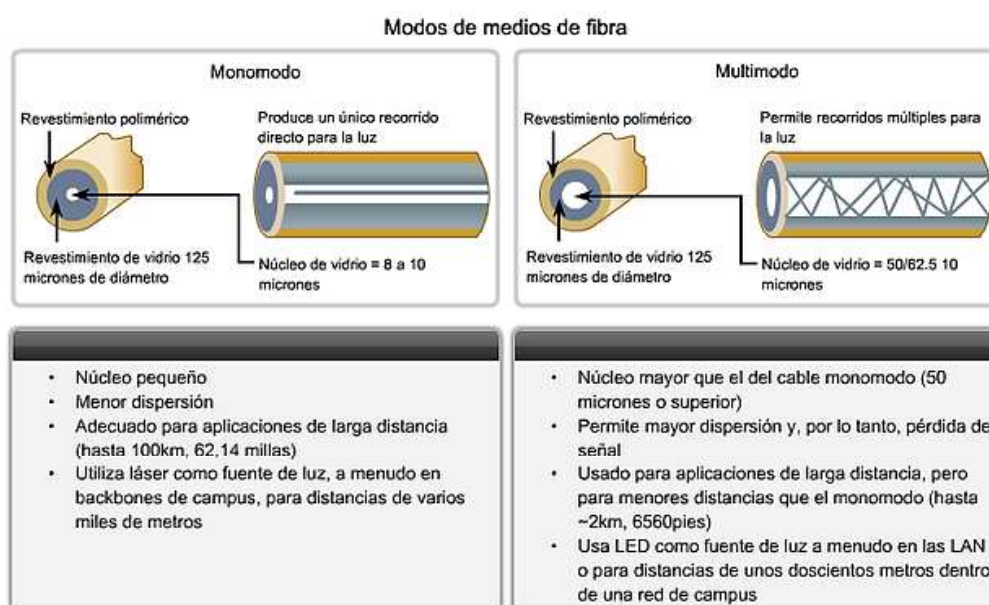 Modos de medios de fibra
Monomodo
Revestimiento polimérico
Produce un único recorrido
directo para la luz
Revestimiento de vidrio 125
micrones de diámetro
Núcleo de vidrio = 8 a 10
micrones
Multimodo
Revestimiento polimérico
Permite recorridos múltiples para
la luz
Revestimiento de vidrio 125
micrones de diámetro
Núcleo de vidrio = 50/62.5 10
micrones
• Núcleo pequeño
• Menor dispersión
• Adecuado para aplicaciones de larga distancia
(hasta 100km, 62,14 millas)
• Utiliza láser como fuente de luz, a menudo en
backbones de campus, para distancias de varios
miles de metros
• Núcleo mayor que el del cable monomodo (50
micrones o superior)
• Permite mayor dispersión y, por lo tanto, pérdida de
señal
• Usado para aplicaciones de larga distancia, pero
para menores distancias que el monomodo (hasta
~2km, 6560pies)
• Usa LED como fuente de luz a menudo en las LAN
o para distancias de unos doscientos metros dentro
de una red de campus